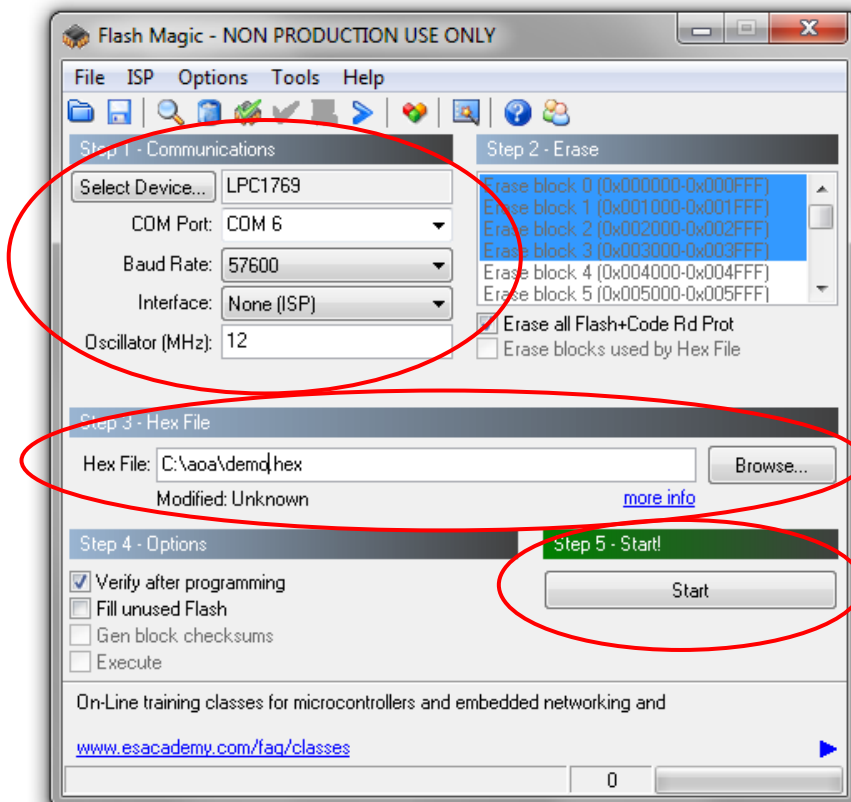 Flash Magic - NON PRODUCTION USE ONLY
File ISP Options Tools Help
Step 1 - Communications
Select Device... LPC1769
COM Port: COM 6
Baud Rate: 57600
Interface: None (ISP)
Oscillator (MHz): 12
Step 2 - Erase
Erase block 0 (0x000000-0x000FFF)
Erase block 1 (0x001000-0x001FFF)
Erase block 2 (0x002000-0x002FFF)
Erase block 3 (0x003000-0x003FFF)
Erase block 4 (0x004000-0x004FFF)
Erase block 5 (0x005000-0x005FFF)
Erase all Flash+Code Rd Prot
Erase blocks used by Hex File
Step 3 - Hex File
Hex File: C:\aoa\demo.hex Browse...
Modified: Unknown more info
Step 4 - Options
Verify after programming
Fill unused Flash
Gen block checksums
Execute
Step 5 - Start!
Start
On-Line training classes for microcontrollers and embedded networking and
www.esacademy.com/faq/classes
0